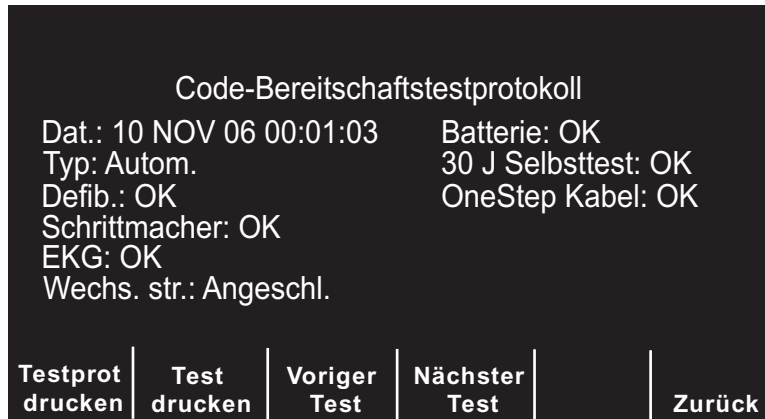 Code-Bereitschaftstestprotokoll
Dat.: 10 NOV 06 00:01:03
Typ: Autom.
Defib.: OK
Schrittmacher: OK
EKG: OK
Wechs. str.: Angeschl.
Batterie: OK
30 J Selbsttest: OK
OneStep Kabel: OK
Testprot
drucken
Test
drucken
Voriger
Test
Nächster
Test
Zurück